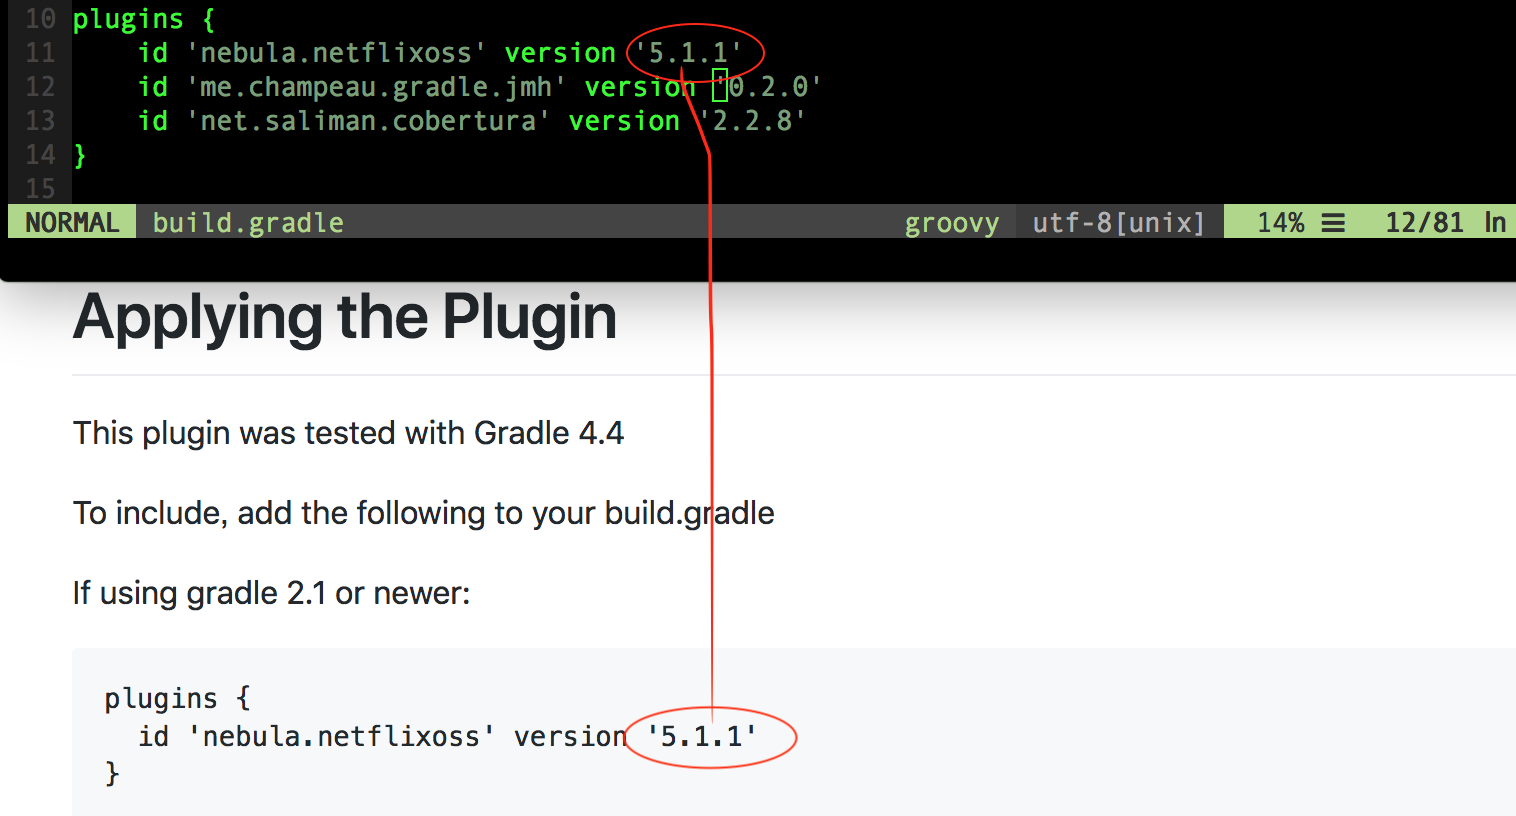 10 plugins {
11 id 'nebula.netflixoss' version '5.1.1'
12 id 'me.champeau.gradle.jmh' version '0.2.0'
13 id 'net.saliman.cobertura' version '2.2.8'
14 }
15
NORMAL build.gradle groovy utf-8[unix] 14% ☰ 12/81 ln
Applying the Plugin
This plugin was tested with Gradle 4.4
To include, add the following to your build.gradle
If using gradle 2.1 or newer:
plugins {
id 'nebula.netflixoss' version '5.1.1'
}